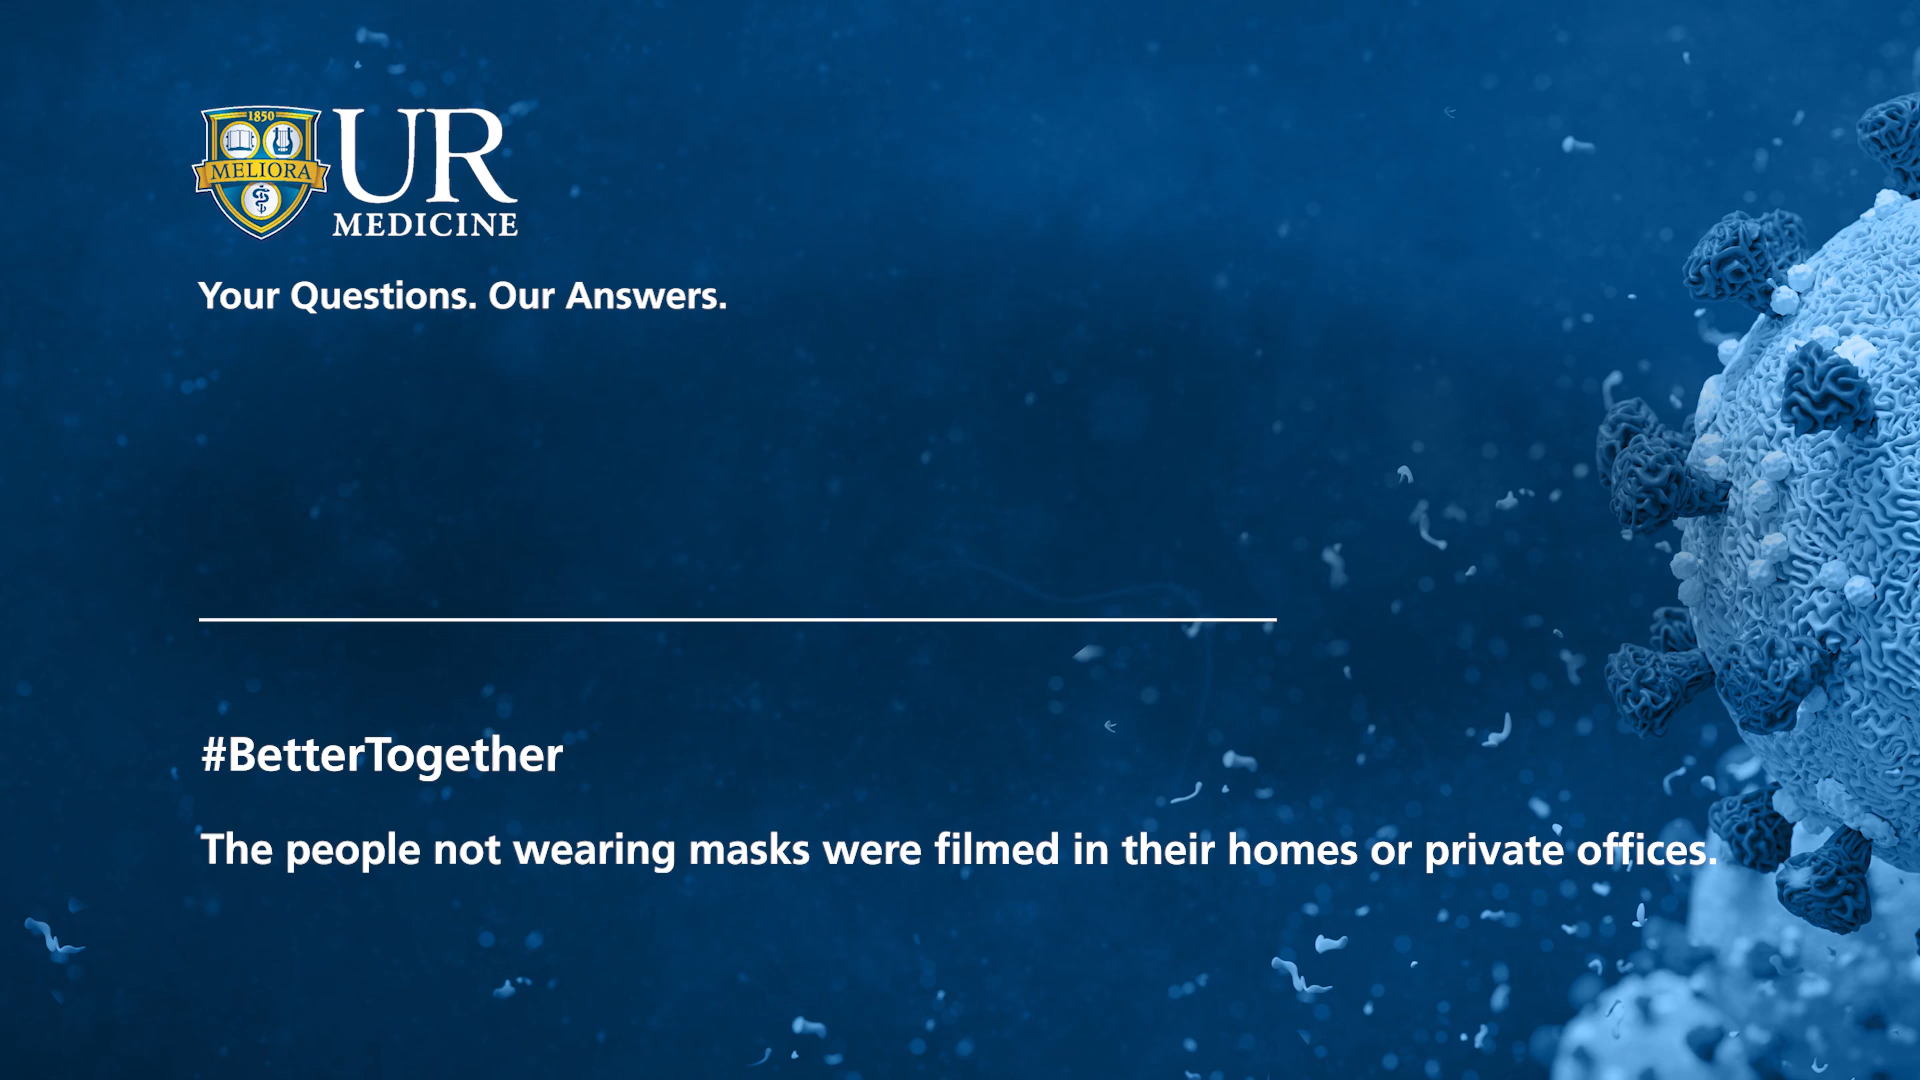 1850
MELIORA
UR
MEDICINE
Your Questions. Our Answers.
#BetterTogether
The people not wearing masks were filmed in their homes or private offices.